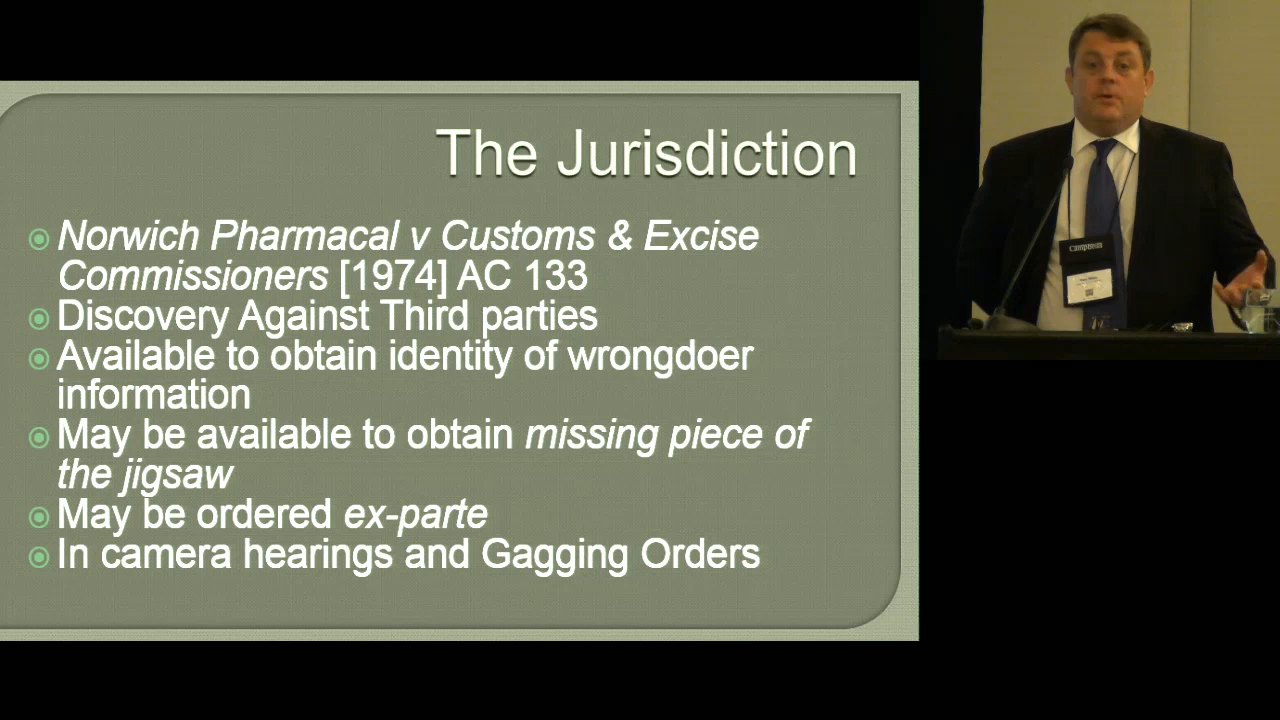 The Jurisdiction
Norwich Pharmacal v Customs & Excise
Commissioners [1974] AC 133
Discovery Against Third parties
Available to obtain identity of wrongdoer
information
May be available to obtain missing piece of
the jigsaw
May be ordered ex-parte
In camera hearings and Gagging Orders